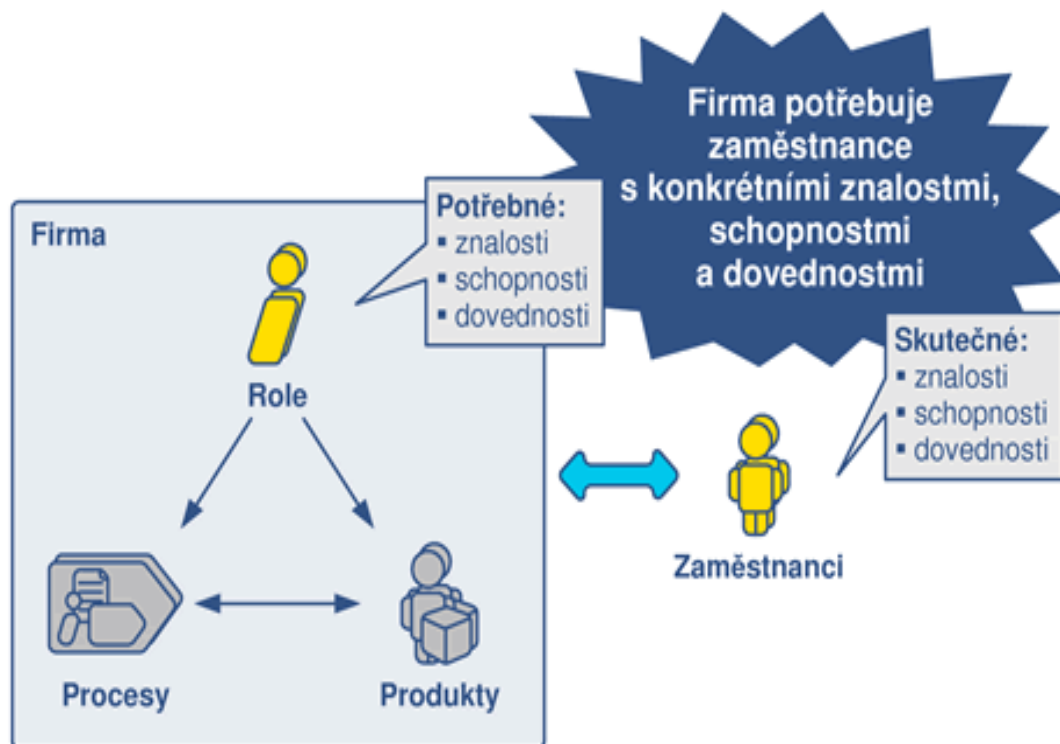 Firma potřebuje
zaměstnance
s konkrétními znalostmi,
schopnostmi
a dovednostmi
Firma
Potřebné:
▪ znalosti
▪ schopnosti
▪ dovednosti
Role
Procesy
Produkty
Skutečné:
▪ znalosti
▪ schopnosti
▪ dovednosti
Zaměstnanci